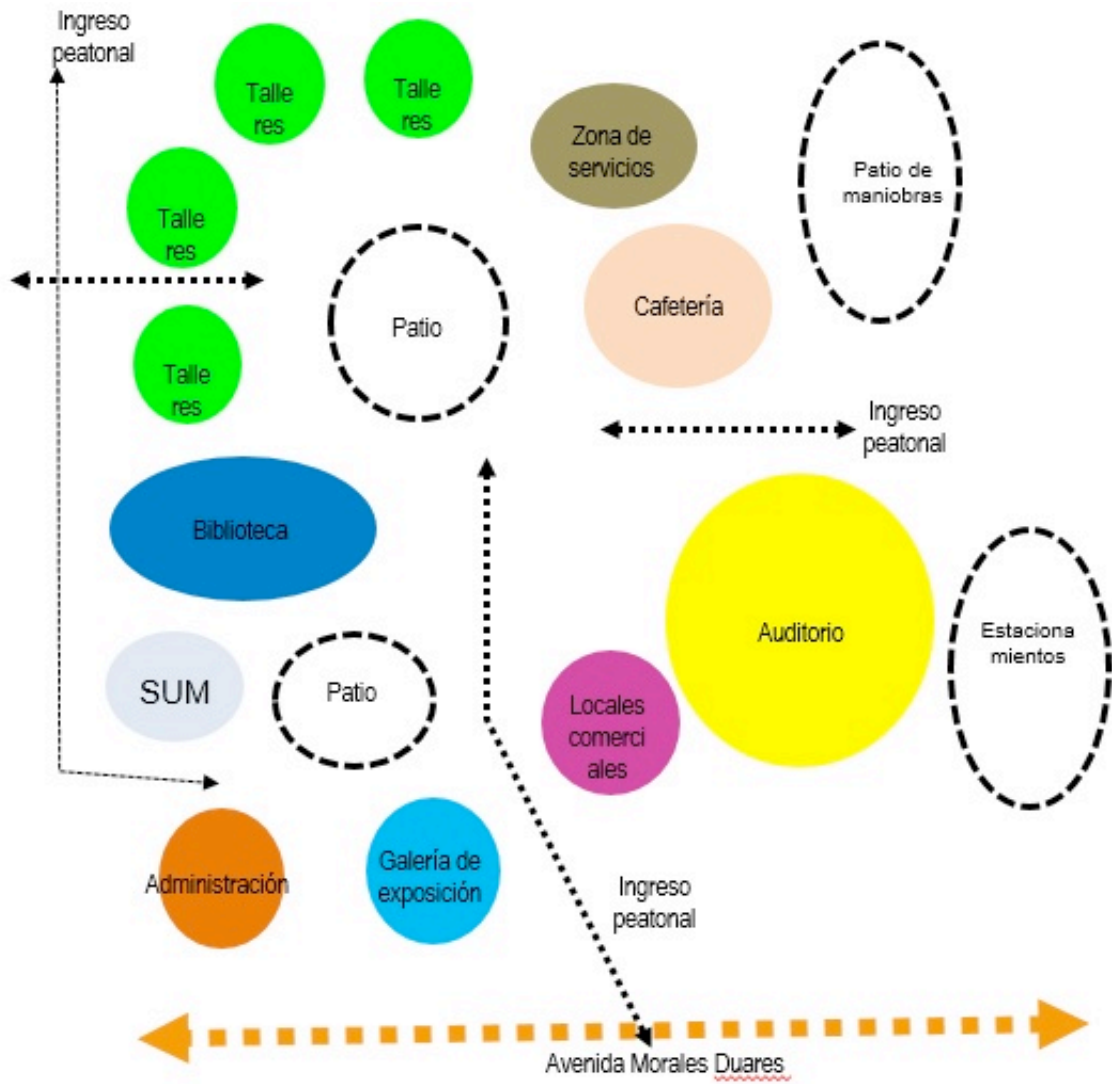 Ingreso
peatonal
Talle
res
Talle
res
Zona de
servicios
Patio de
maniobras
Talle
res
Patio
Cafetería
Talle
res
Ingreso
peatonal
Biblioteca
Auditorio
Estaciona
mientos
SUM
Patio
Locales
comerci
ales
Administración
Galería de
exposición
Ingreso
peatonal
Avenida Morales Duares